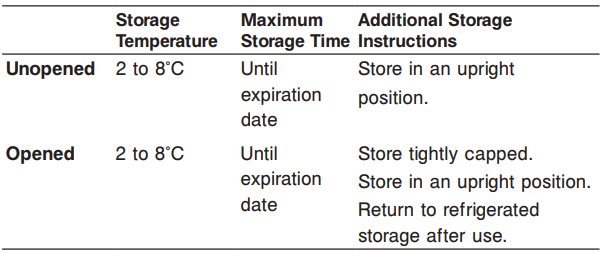 Storage Temperature Maximum Storage Time Additional Storage Instructions
Unopened 2 to 8˚C Until Store in an upright
expiration position.
date
Opened 2 to 8˚C Until Store tightly capped.
expiration Store in an upright position.
date Return to refrigerated
storage after use.